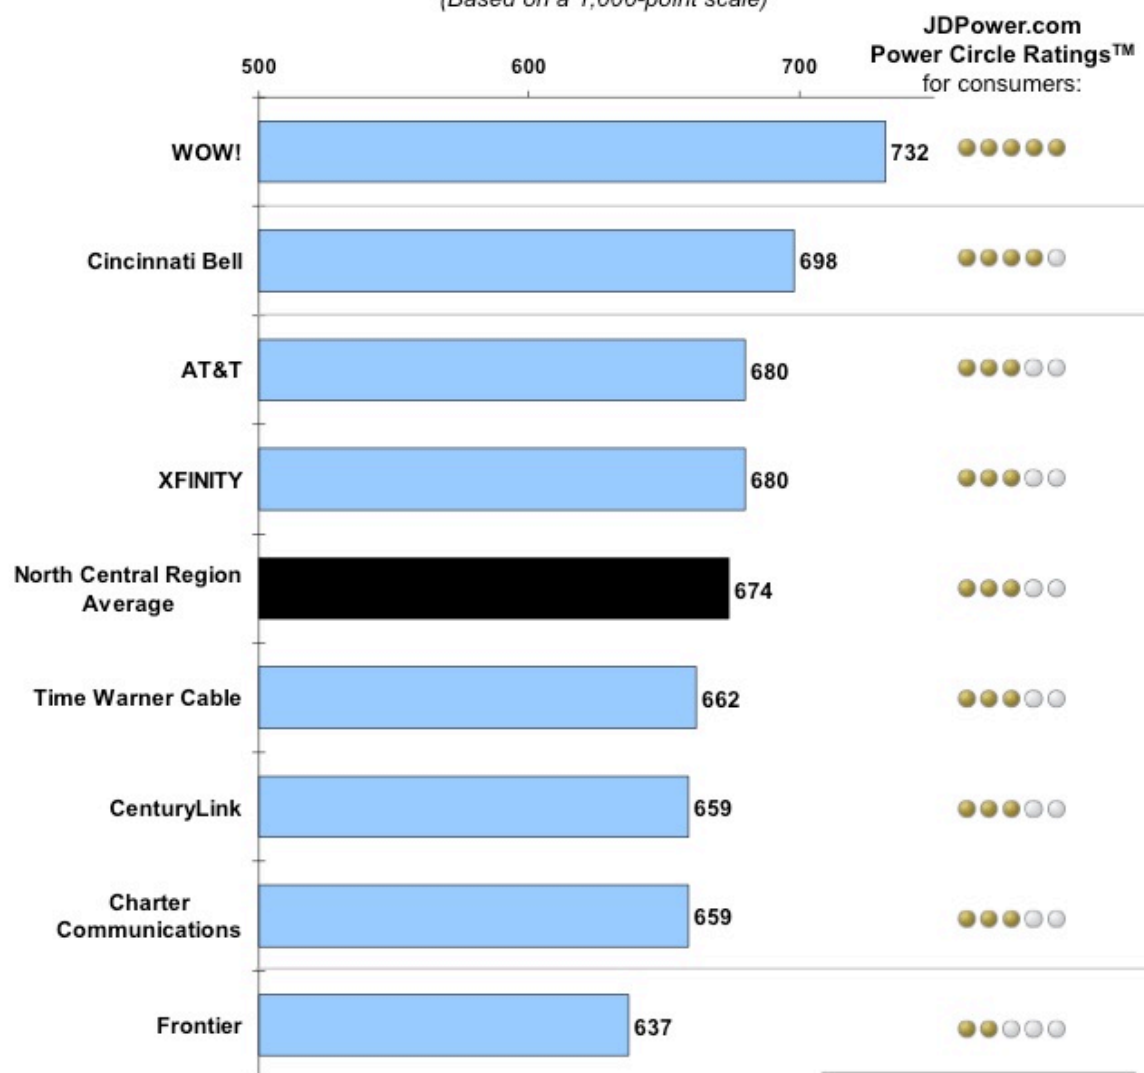 (Based on a 1,000-point scale)
JDPower.com
Power Circle Ratings™
for consumers:
500 600 700
WOW! 732
Cincinnati Bell 698
AT&T 680
XFINITY 680
North Central Region
Average 674
Time Warner Cable 662
CenturyLink 659
Charter
Communications 659
Frontier 637